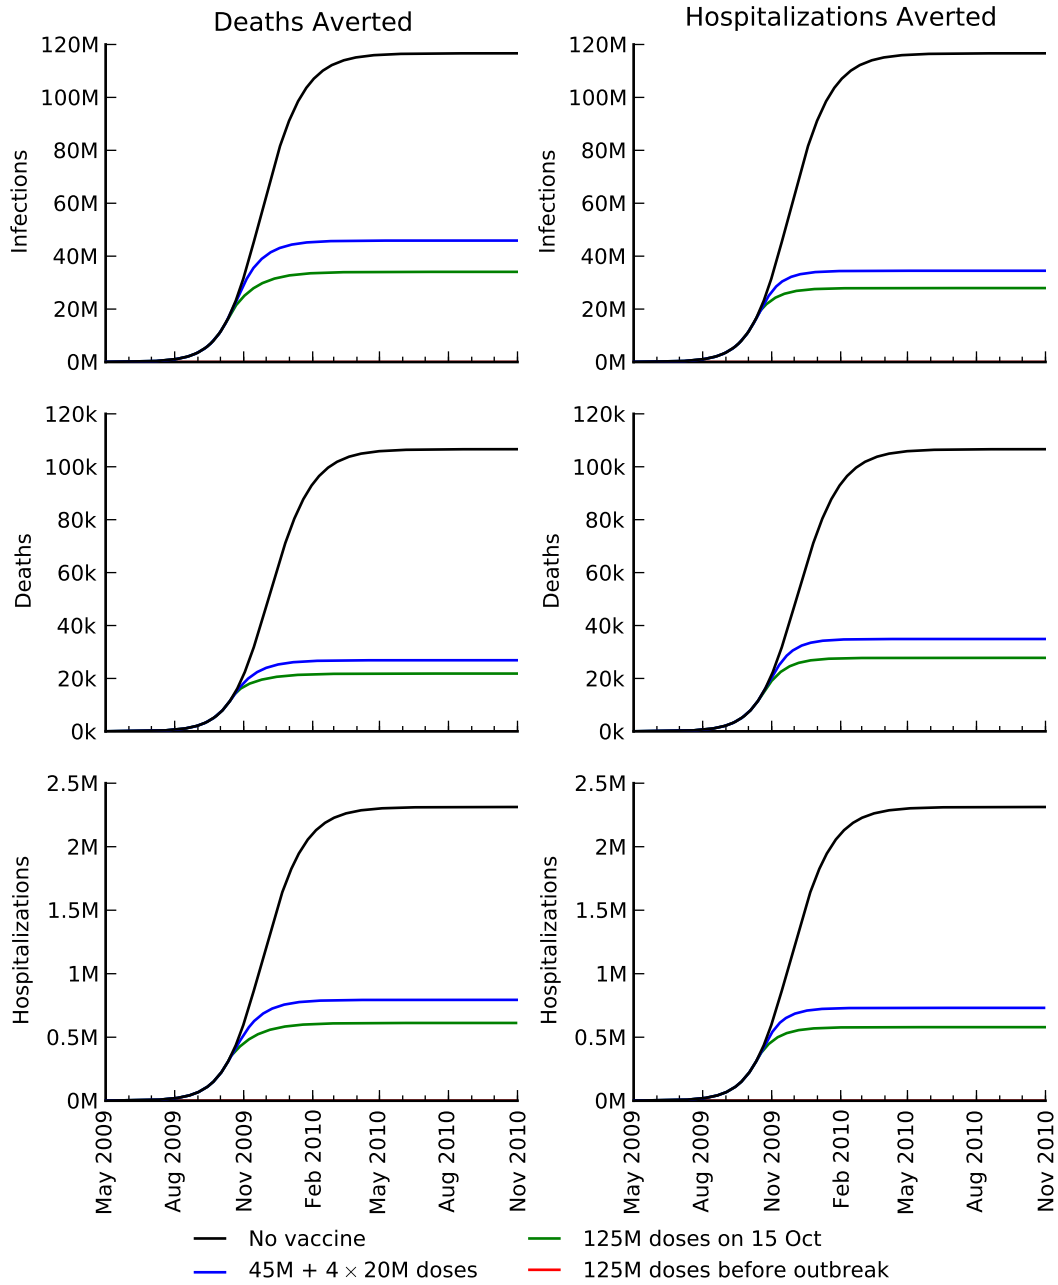 Deaths Averted
Hospitalizations Averted
120M
100M
80M
60M
40M
20M
0M
Infections
120M
100M
80M
60M
40M
20M
0M
Infections
120k
100k
80k
60k
40k
20k
0k
Deaths
120k
100k
80k
60k
40k
20k
0k
Deaths
2.5M
2M
1.5M
1M
0.5M
0M
Hospitalizations
May 2009
Aug 2009
Nov 2009
Feb 2010
May 2010
Aug 2010
Nov 2010
2.5M
2M
1.5M
1M
0.5M
0M
Hospitalizations
May 2009
Aug 2009
Nov 2009
Feb 2010
May 2010
Aug 2010
Nov 2010
No vaccine
45M + 4 × 20M doses
125M doses on 15 Oct
125M doses before outbreak